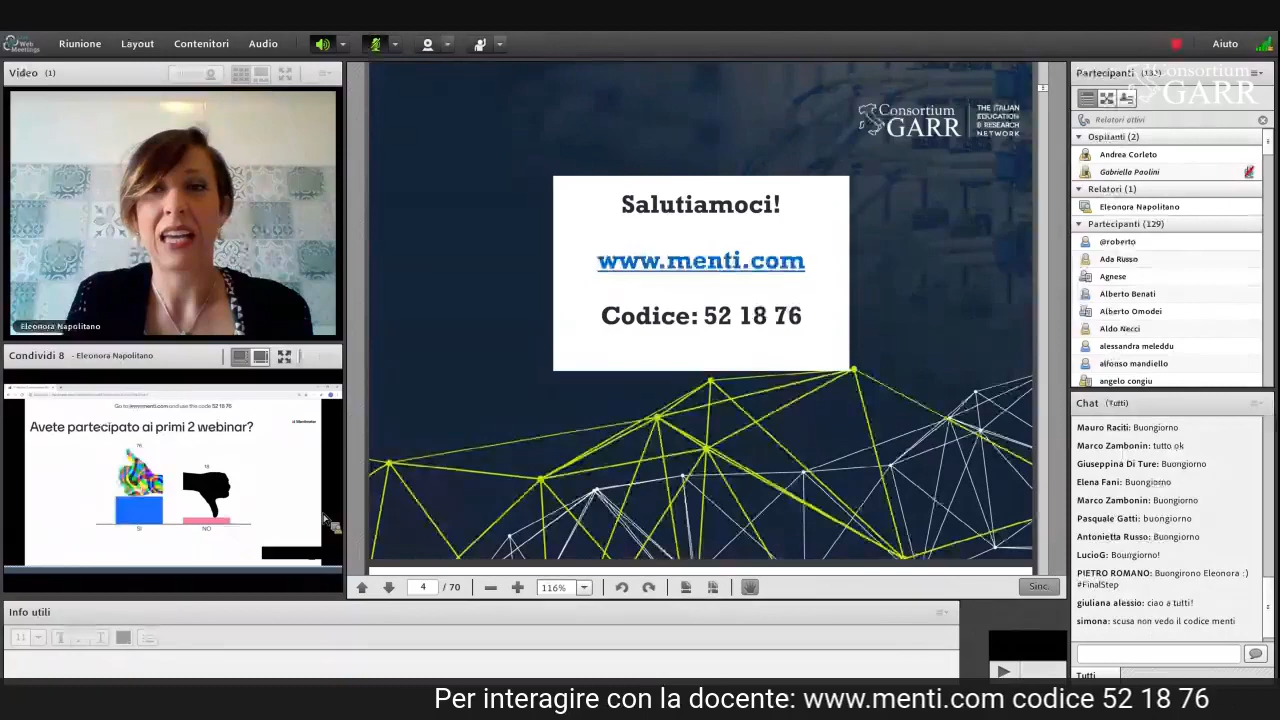 Riunione Layout Contenitori Audio Aiuto
Video (1)
Eleonora Napolitano
Condividi 8 - Eleonora Napolitano
Avete partecipato ai primi 2 webinar?
SI NO
Consortium
GARR
THE ITALIAN
EDUCATION
& RESEARCH
NETWORK
Salutiamoci!
www.menti.com
Codice: 52 18 76
4 / 70 116% Sinc.
Info utili
11
Partecipanti
Consortium
GARR
Relatori attivi
Ospitanti (2)
Andrea Corleto
Gabriella Paolini
Relatori (1)
Eleonora Napolitano
Partecipanti (129)
@roberto
Ada Russo
Agnese
Alberto Benati
Alberto Omodei
Aldo Necci
alessandra meleddu
alfonso mandiello
angelo congiu
Chat (Tutti)
Mauro Raciti: Buongiorno
Marco Zambonin: tutto ok
Giuseppina Di Ture: Buongiorno
Elena Fani: Buongiorno
Marco Zambonin: Buongiorno
Pasquale Gatti: buongiorno
Antonietta Russo: Buongiorno
LucioG: Bourngiorno!
PIETRO ROMANO: Buongirono Eleonora :)
#FinalStep
giuliana alessio: ciao a tutti!
simona: scusa non vedo il codice menti
Tutti
Per interagire con la docente: www.menti.com codice 52 18 76